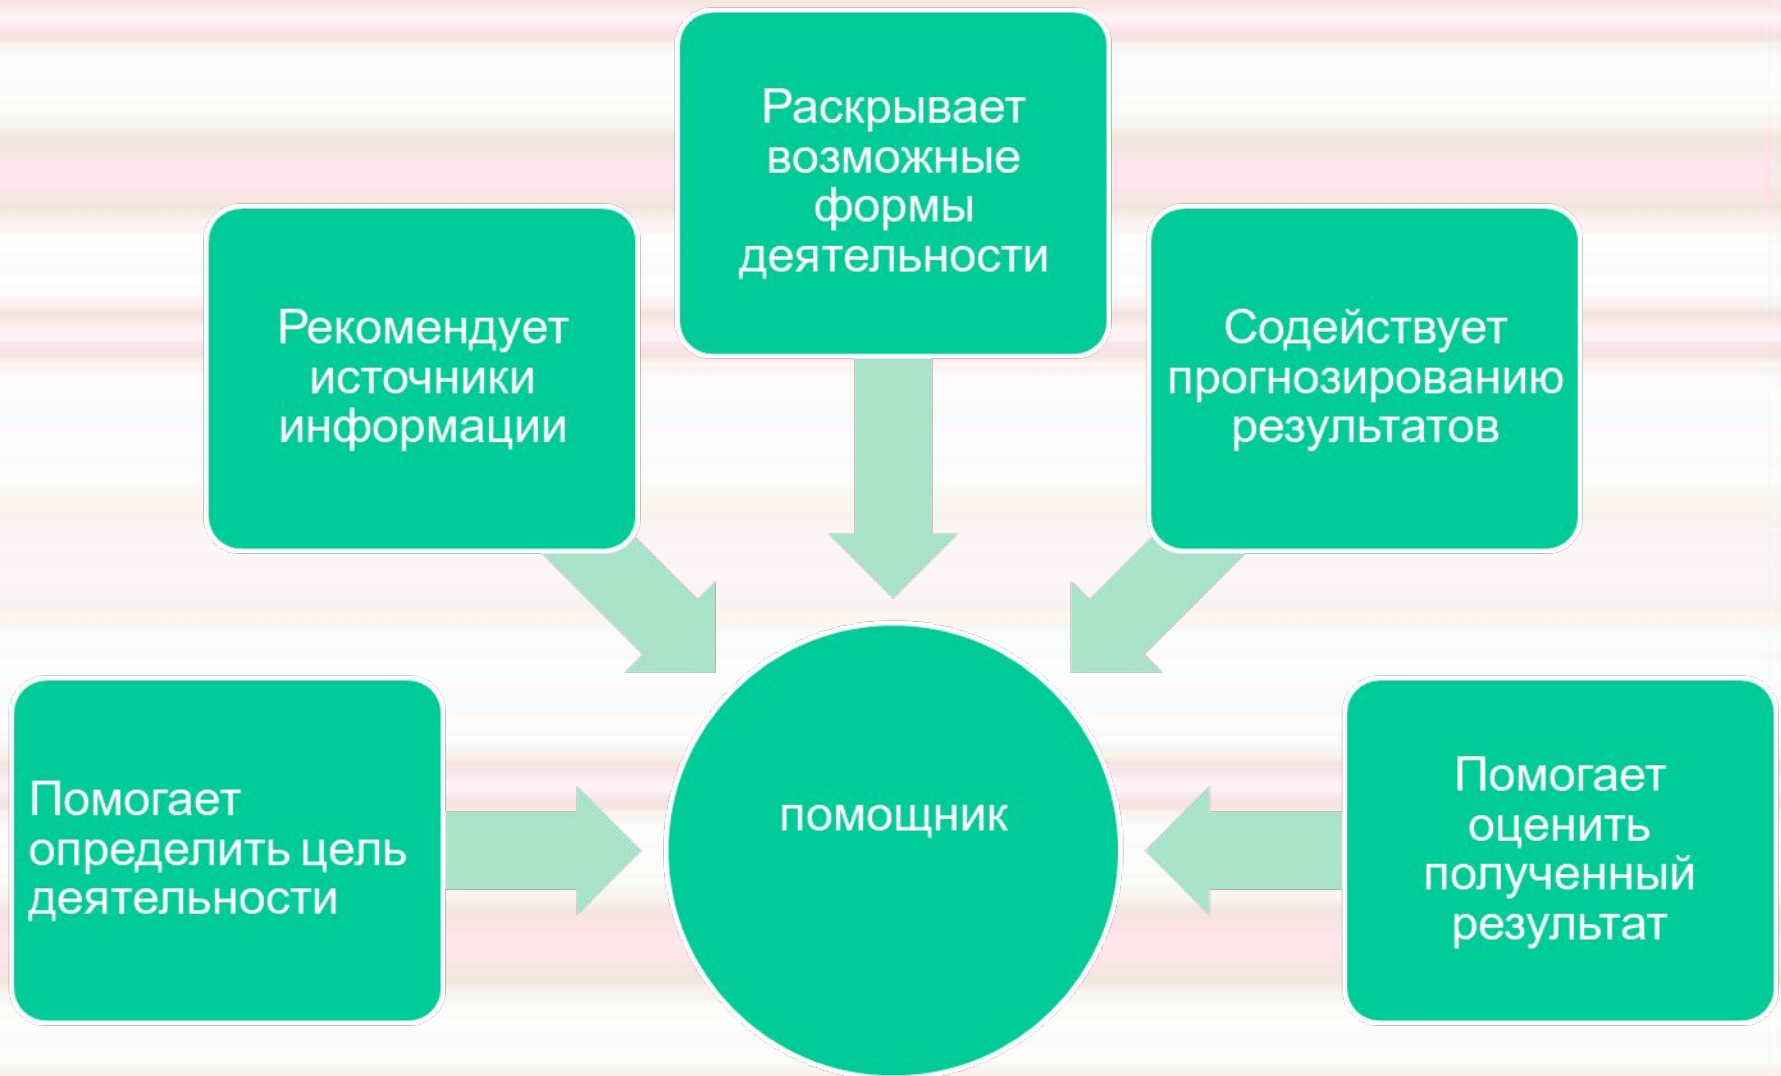 Раскрывает
возможные
формы
деятельности
Рекомендует
источники
информации
Содействует
прогнозированию
результатов
Помогает
определить цель
деятельности
помощник
Помогает
оценить
полученный
результат